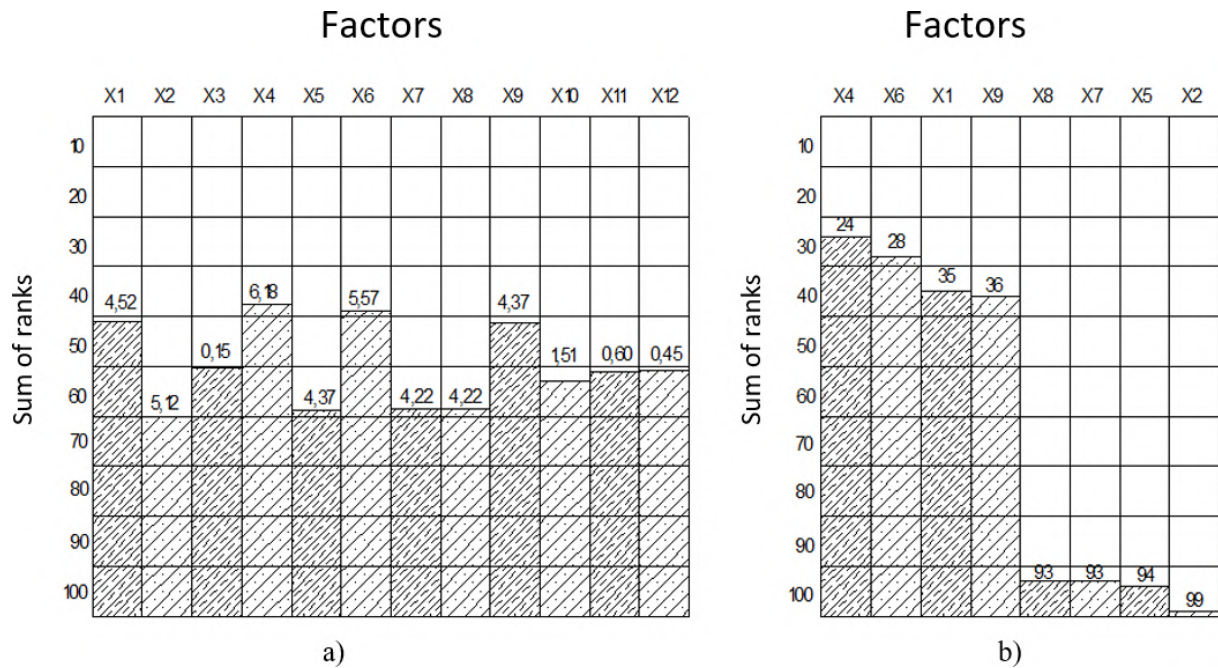 Factors
X1 X2 X3 X4 X5 X6 X7 X8 X9 X10 X11 X12
Sum of ranks
10
20
30
40
50
60
70
80
90
100
4,52 5,12 0,15 6,18 4,37 5,57 4,22 4,22 4,37 1,51 0,60 0,45
a)
Factors
X4 X6 X1 X9 X8 X7 X5 X2
Sum of ranks
10
20
30
40
50
60
70
80
90
100
24 28 35 36 93 93 94 99
b)